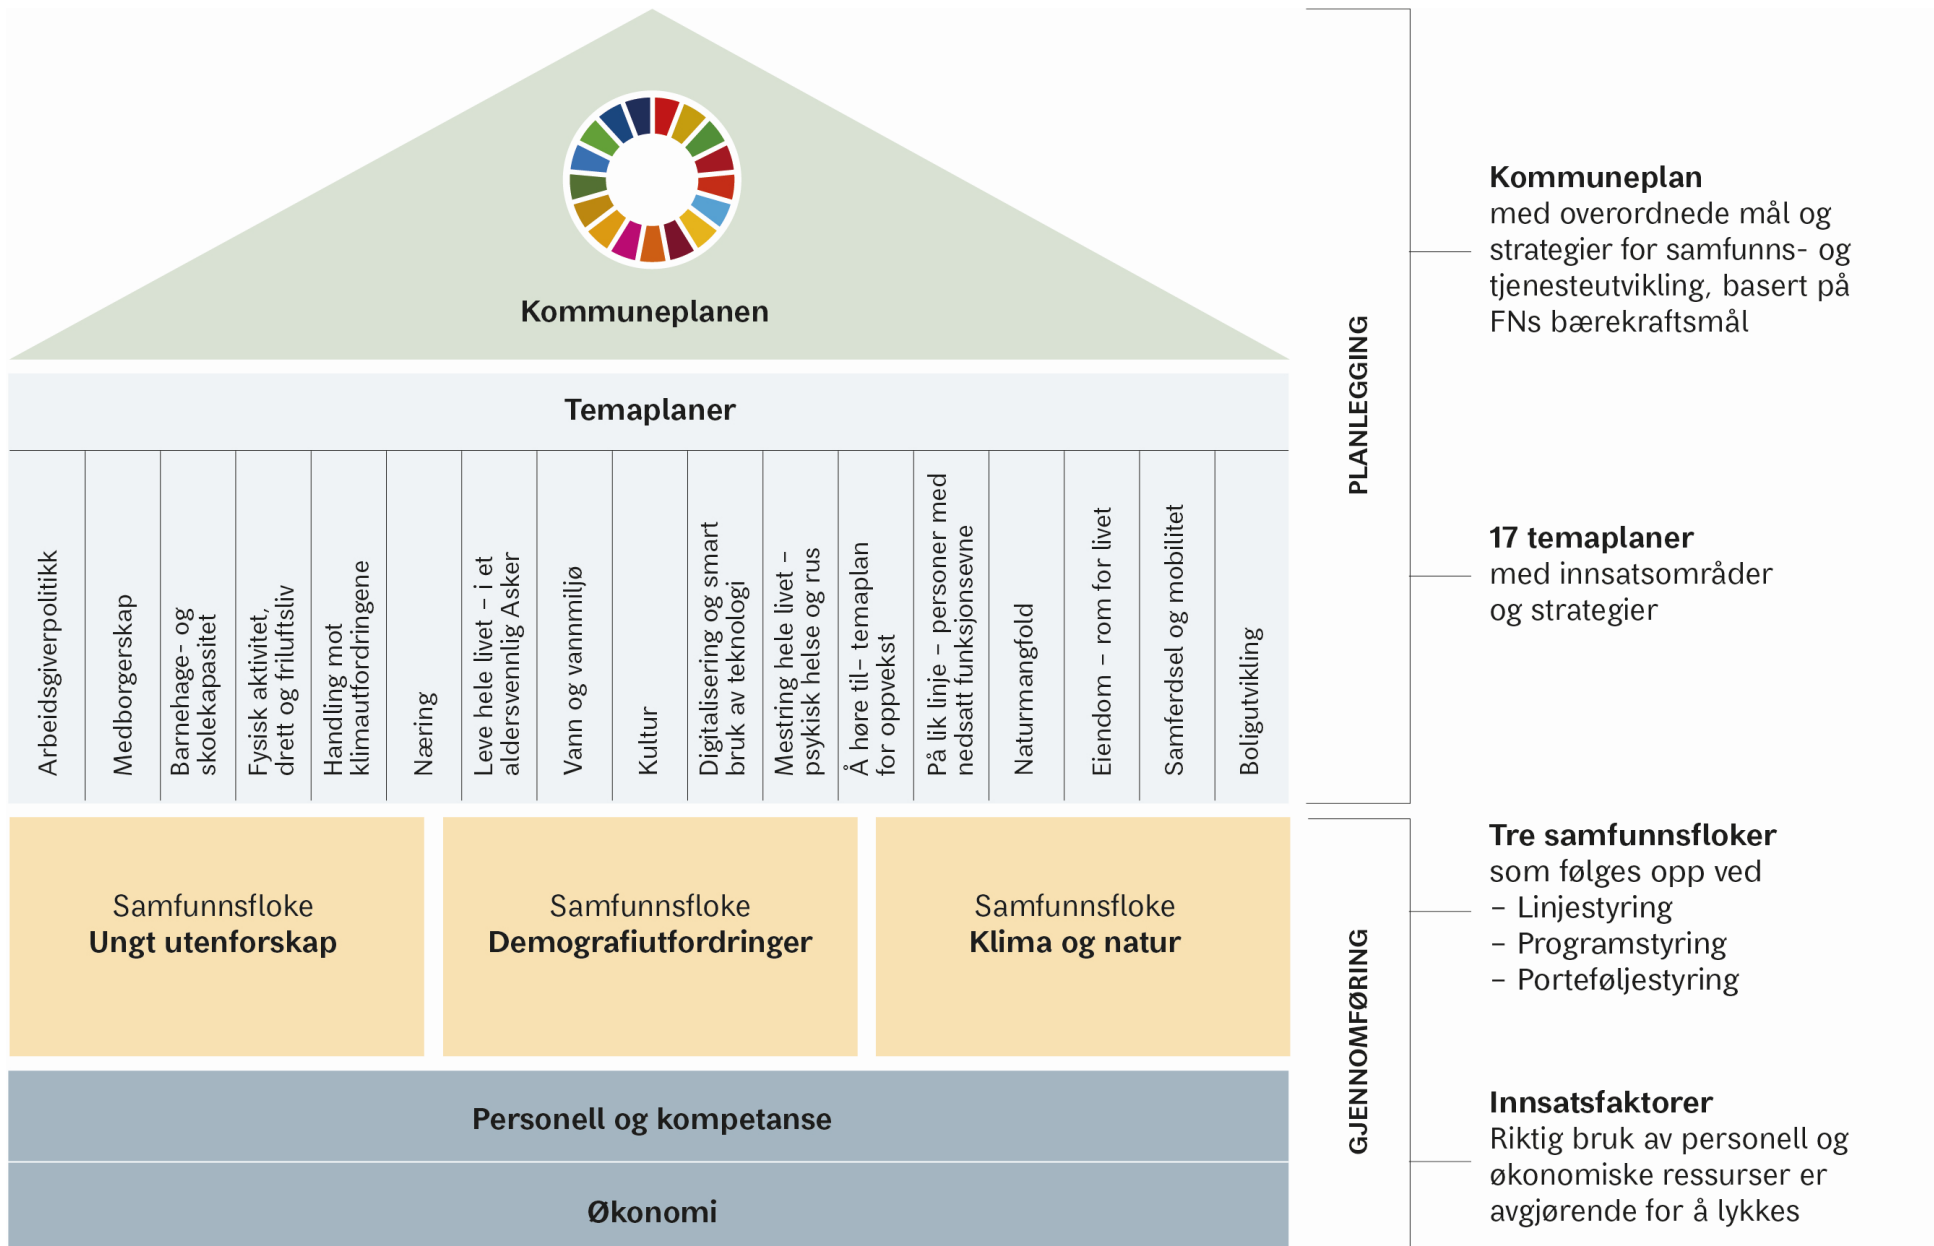 Kommuneplanen
Temaplaner
Arbeidsgiverpolitikk
Medborgerskap
Barnehage- og
skolekapasitet
Fysisk aktivitet,
drett og friluftsliv
Handling mot
klimautfordringene
Næring
Leve hele livet – i et
aldersvennlig Asker
Vann og vannmiljø
Kultur
Digitalisering og smart
bruk av teknologi
Mestring hele livet –
psykisk helse og rus
Å høre til– temaplan
for oppvekst
På lik linje – personer med
nedsatt funksjonsevne
Naturmangfold
Eiendom – rom for livet
Samferdsel og mobilitet
Boligutvikling
Samfunnsfloke
Ungt utenforskap
Samfunnsfloke
Demografiutfordringer
Samfunnsfloke
Klima og natur
Personell og kompetanse
Økonomi
PLANLEGGING
GJENNOMFØRING
Kommuneplan
med overordnede mål og
strategier for samfunns- og
tjenesteutvikling, basert på
FNs bærekraftsmål
17 temaplaner
med innsatsområder
og strategier
Tre samfunnsfloker
som følges opp ved
– Linjestyring
– Programstyring
– Porteføljestyring
Innsatsfaktorer
Riktig bruk av personell og
økonomiske ressurser er
avgjørende for å lykkes